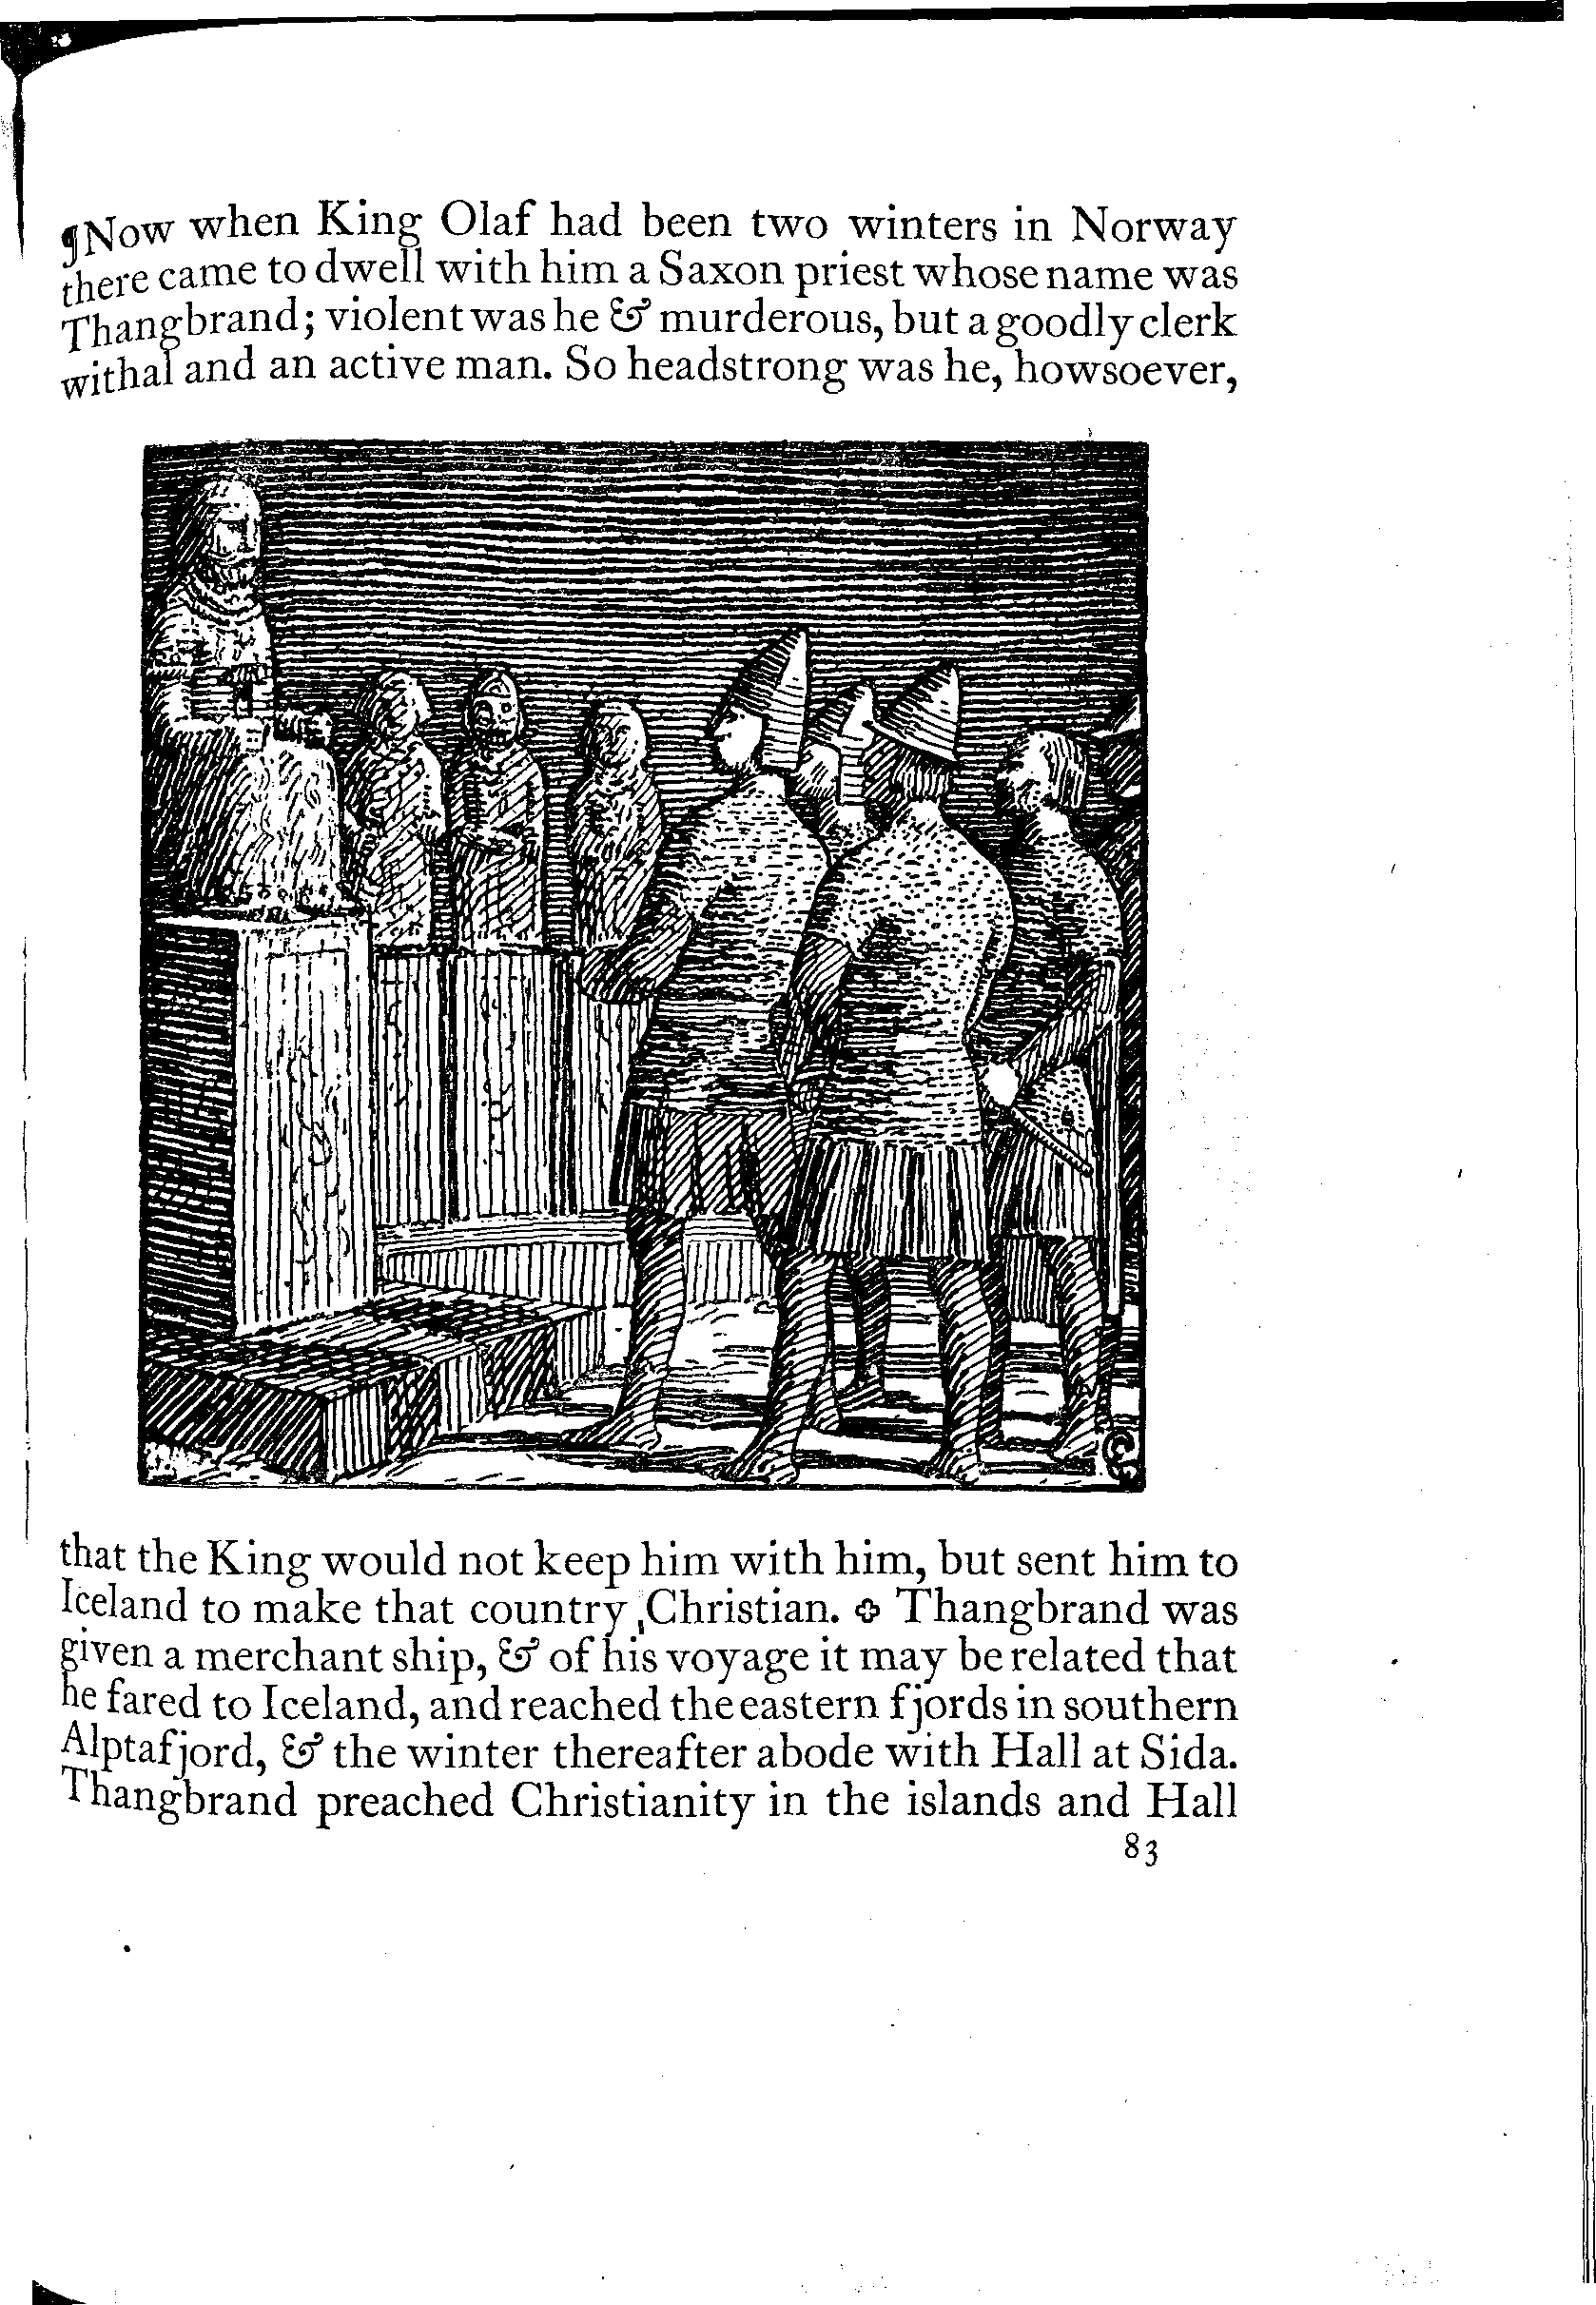 ¶Now when King Olaf had been two winters in Norway
there came to dwell with him a Saxon priest whose name was
Thangbrand; violent was he & murderous, but a goodly clerk
withal and an active man. So headstrong was he, howsoever,
that the King would not keep him with him, but sent him to
Iceland to make that country Christian. ✣ Thangbrand was
given a merchant ship, & of his voyage it may be related that
he fared to Iceland, and reached the eastern fjords in southern
Alptafjord, & the winter thereafter abode with Hall at Sida.
Thangbrand preached Christianity in the islands and Hall
83